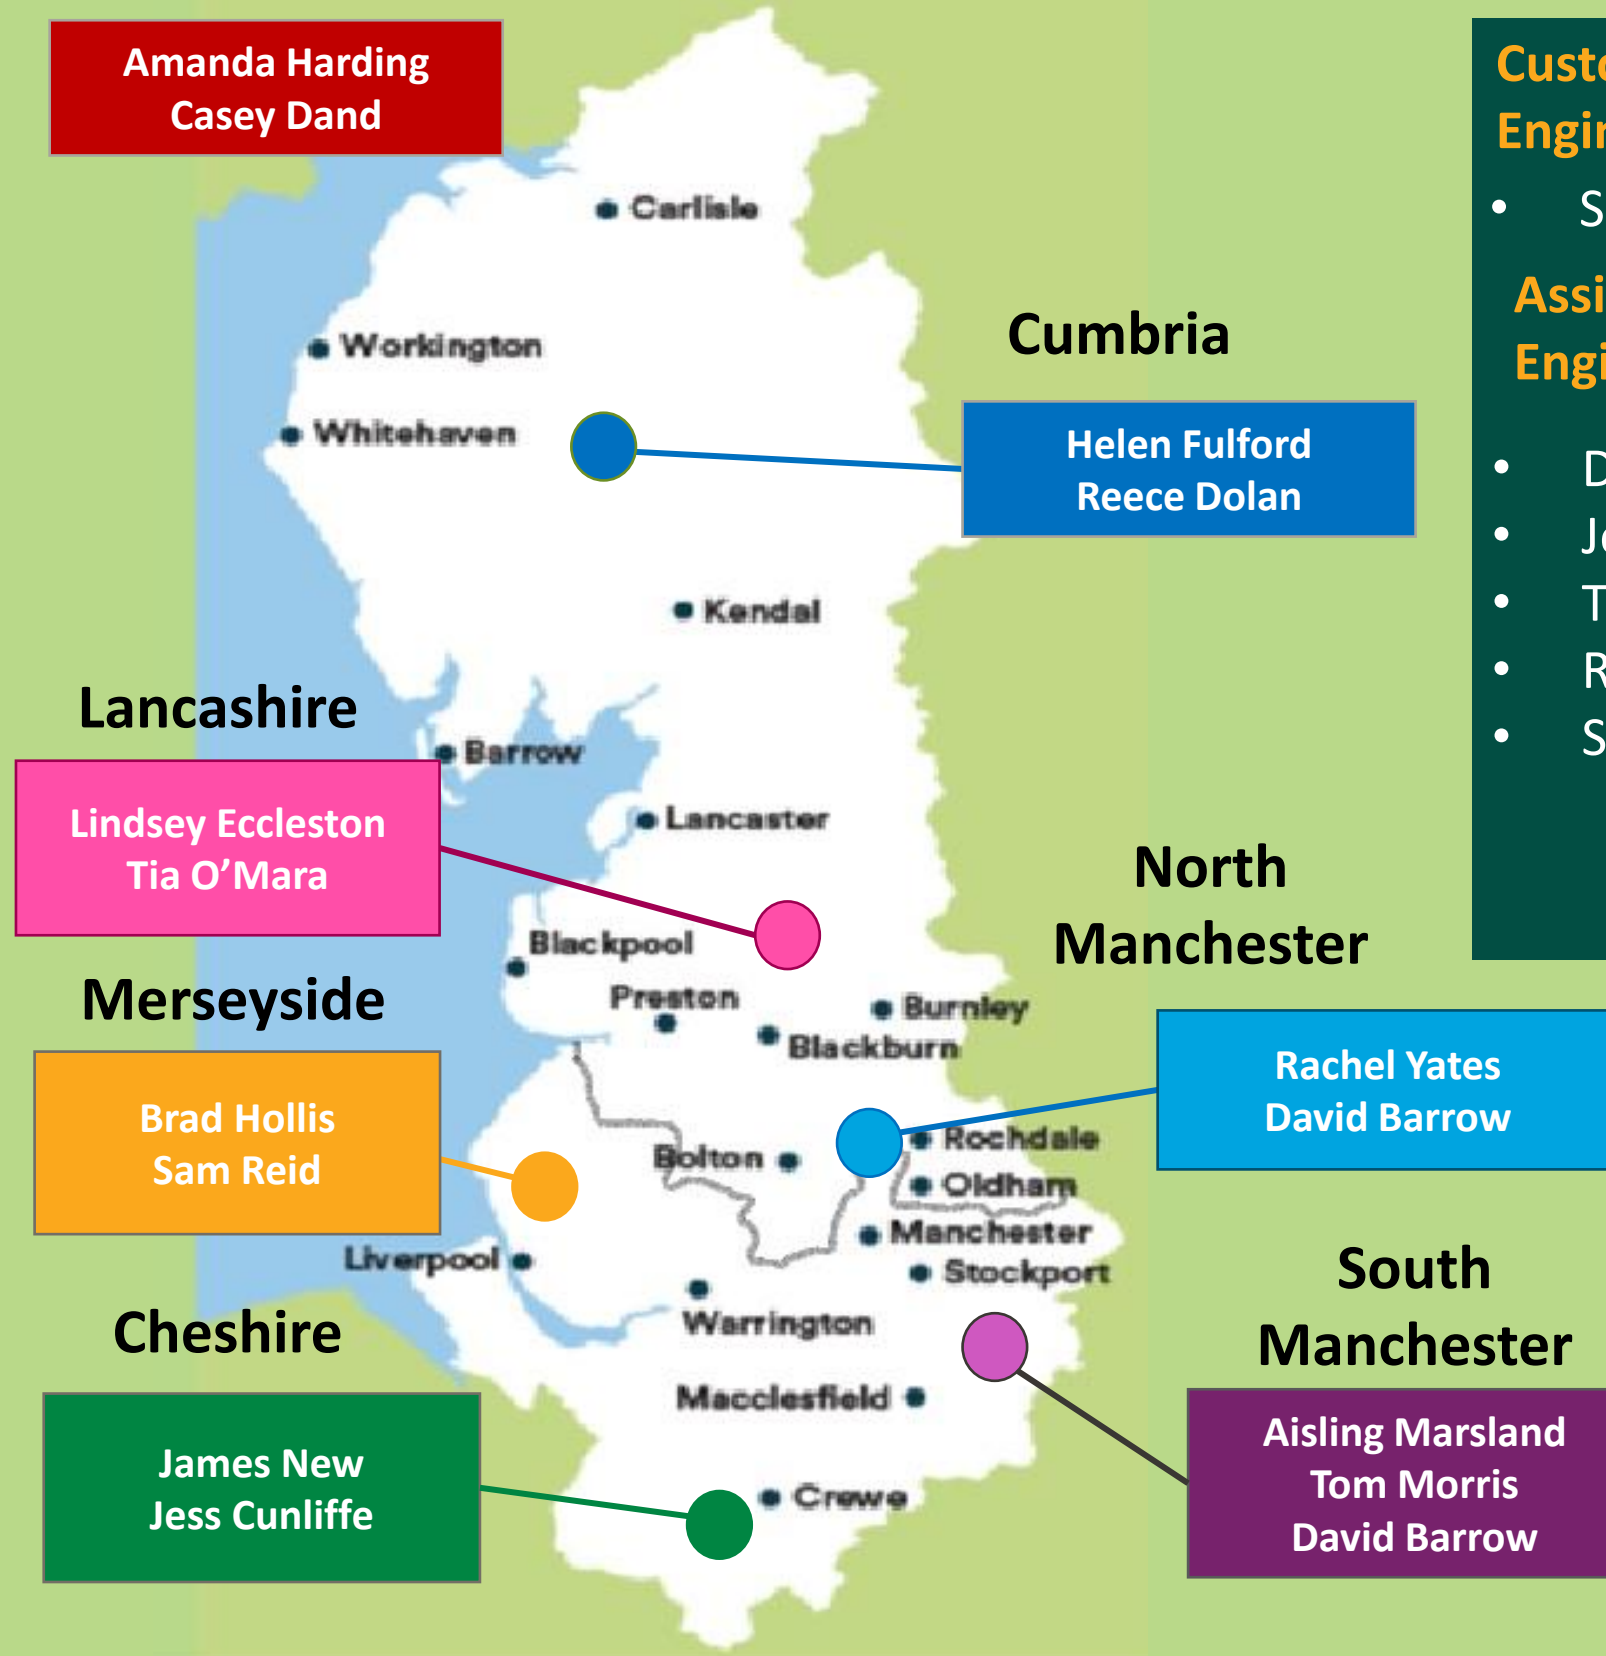 Amanda Harding
Casey Dand
Carlisle
Workington
Whitehaven
Cumbria
Helen Fulford
Reece Dolan
Kendal
Lancashire
Barrow
Lindsey Eccleston
Tia O’Mara
Lancaster
North
Manchester
Blackpool
Preston
Burnley
Blackburn
Merseyside
Brad Hollis
Sam Reid
Rachel Yates
David Barrow
Rochdale
Bolton
Oldham
Manchester
Liverpool
Stockport
Warrington
Cheshire
South
Manchester
Macclesfield
James New
Jess Cunliffe
Crewe
Aisling Marsland
Tom Morris
David Barrow